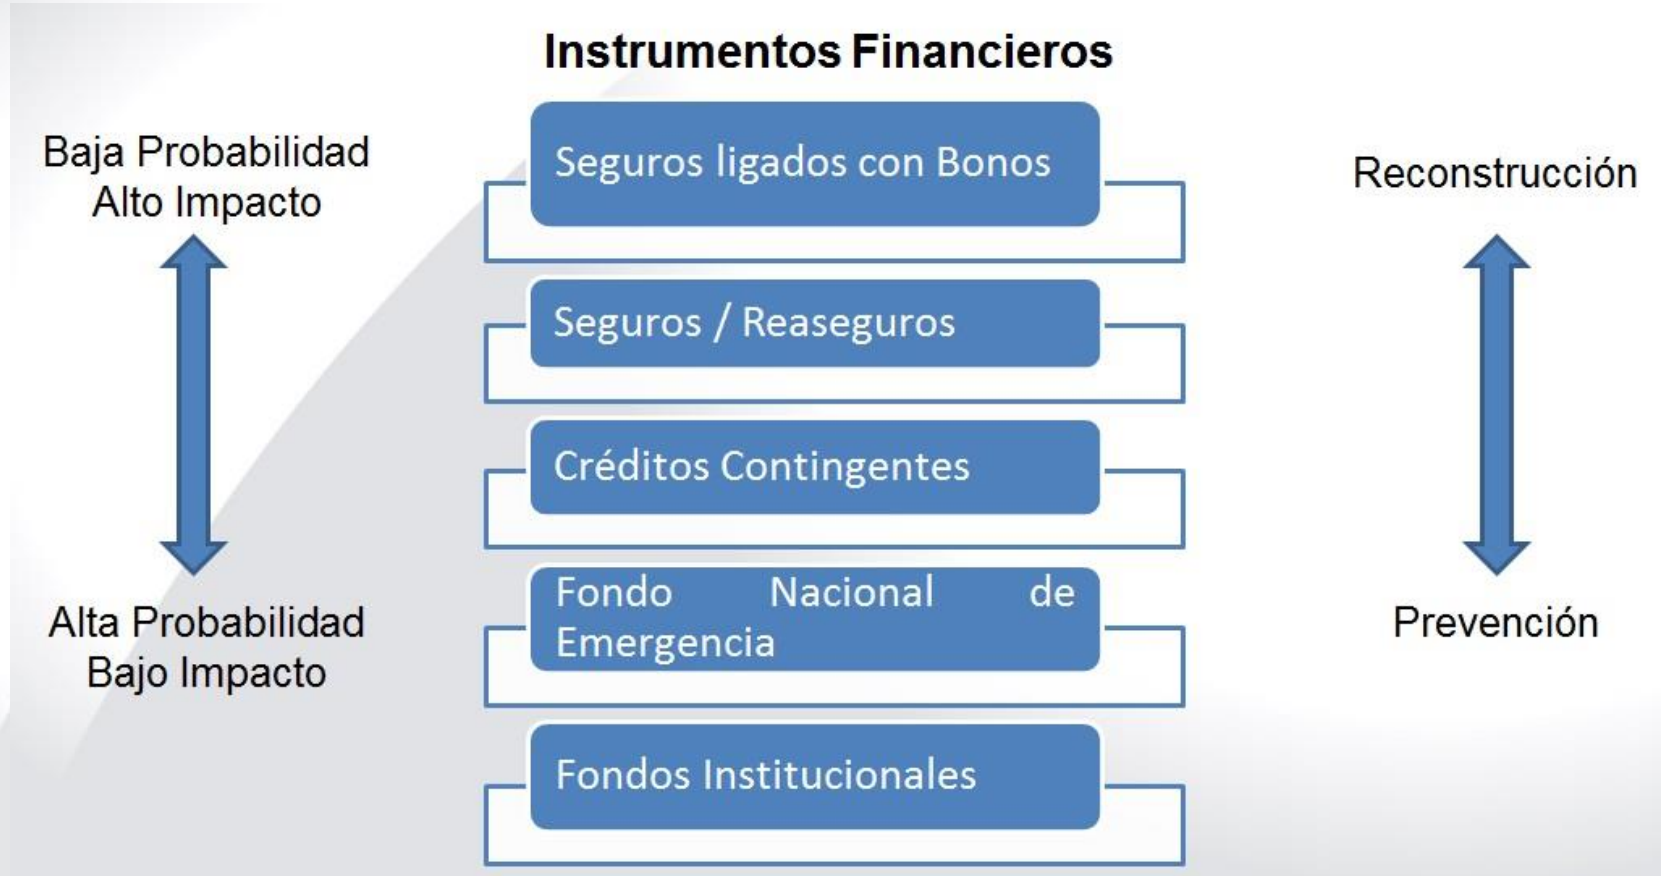 Instrumentos Financieros
Baja Probabilidad
Alto Impacto
Alta Probabilidad
Bajo Impacto
Seguros ligados con Bonos
Seguros / Reaseguros
Créditos Contingentes
Fondo Nacional de
Emergencia
Fondos Institucionales
Reconstrucción
Prevención